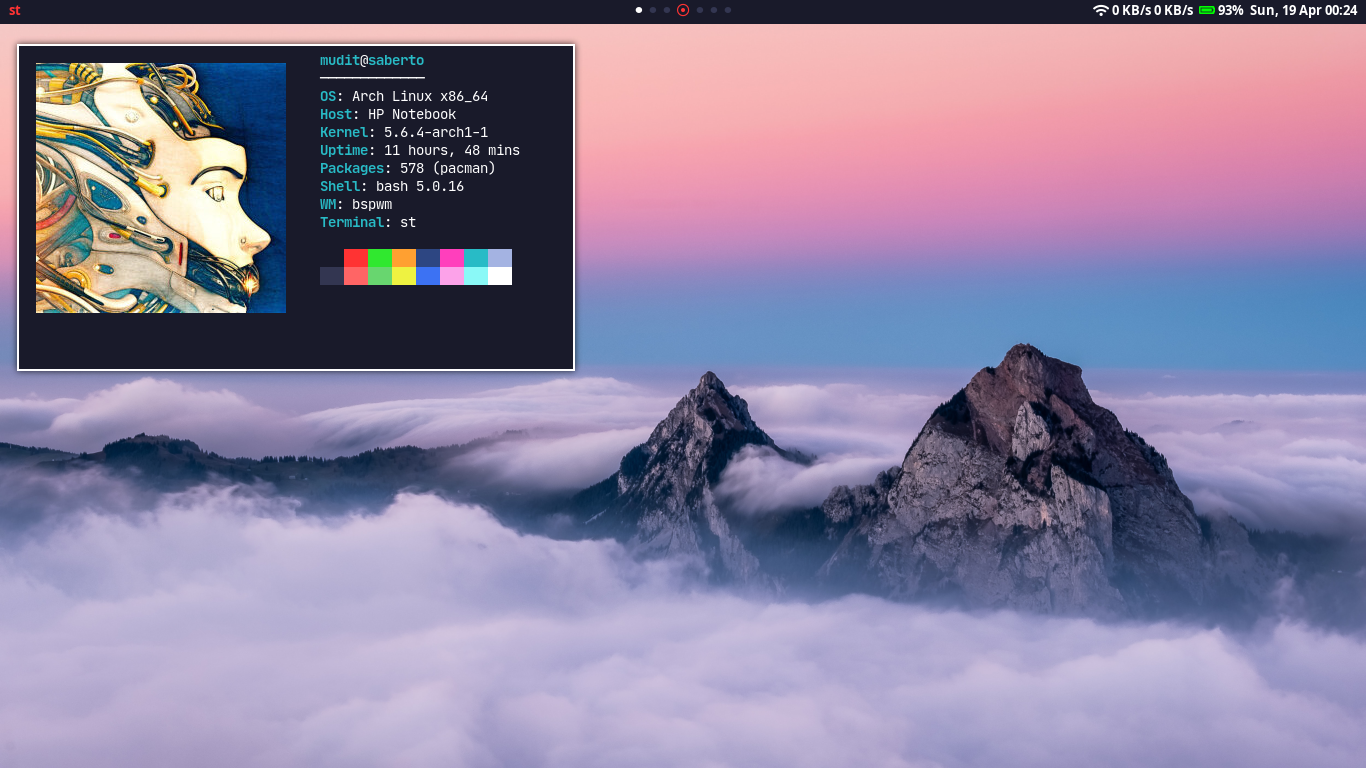 st
0 KB/s 0 KB/s 93% Sun, 19 Apr 00:24
mudit@saberto
OS: Arch Linux x86_64
Host: HP Notebook
Kernel: 5.6.4-arch1-1
Uptime: 11 hours, 48 mins
Packages: 578 (pacman)
Shell: bash 5.0.16
WM: bspwm
Terminal: st